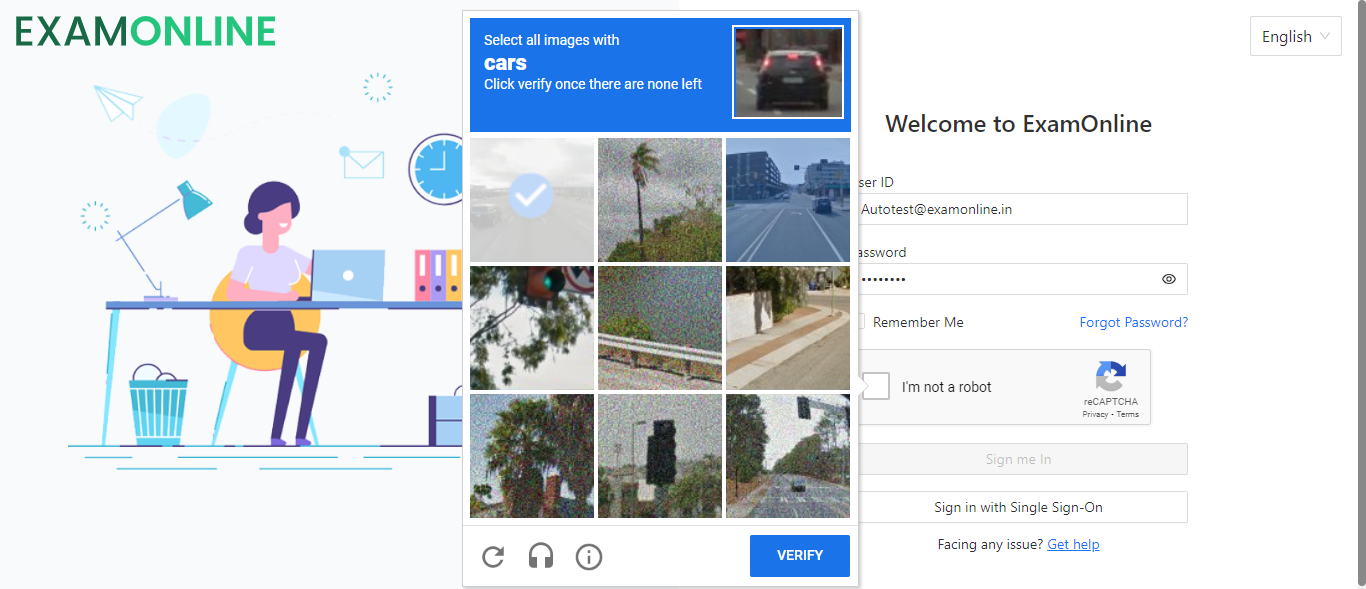 EXAMONLINE
Select all images with
cars
Click verify once there are none left
English
Welcome to ExamOnline
ser ID
Autotest@examonline.in
assword
Remember Me
Forgot Password?
I'm not a robot
reCAPTCHA
Privacy - Terms
Sign me In
Sign in with Single Sign-On
VERIFY
Facing any issue? Get help